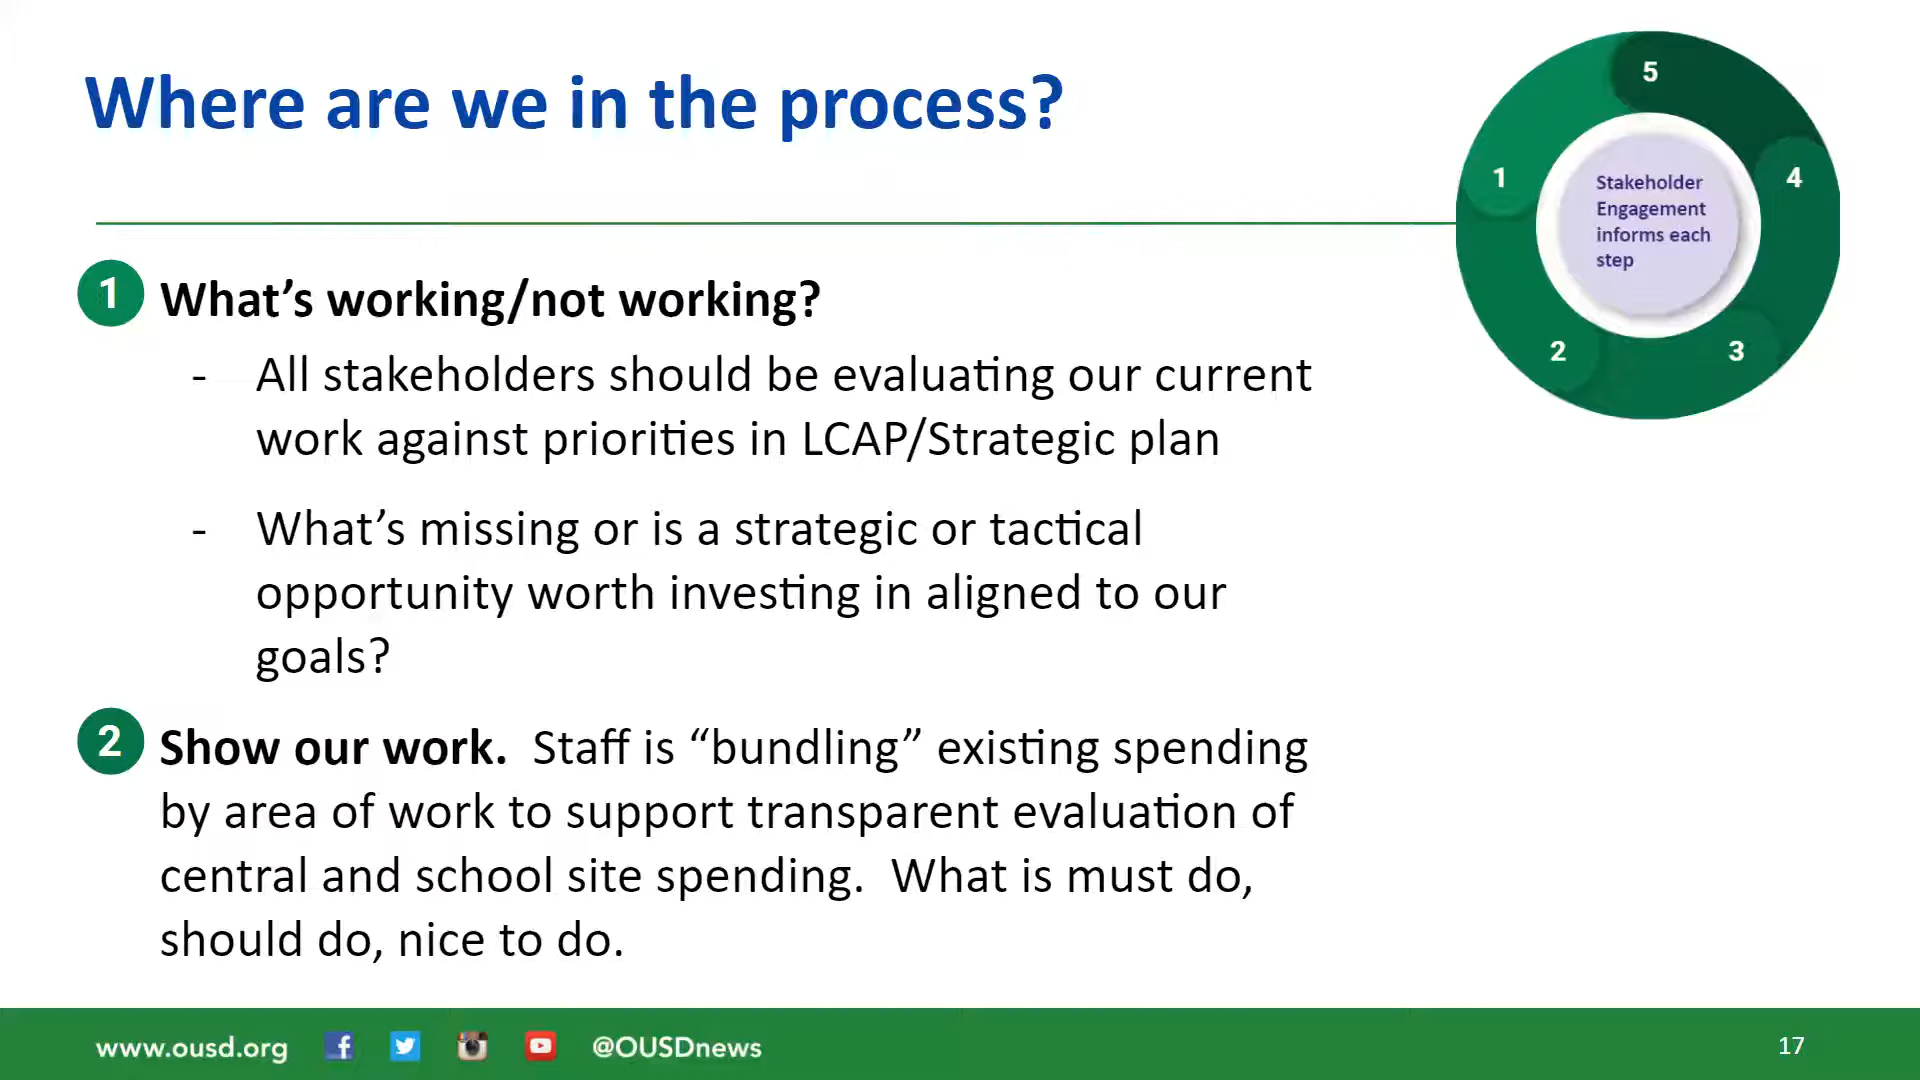 Where are we in the process?
5
1
4
Stakeholder
Engagement
informs each
step
2
3
1 What’s working/not working?
- All stakeholders should be evaluating our current
work against priorities in LCAP/Strategic plan
- What’s missing or is a strategic or tactical
opportunity worth investing in aligned to our
goals?
2 Show our work. Staff is “bundling” existing spending
by area of work to support transparent evaluation of
central and school site spending. What is must do,
should do, nice to do.
www.ousd.org @OUSDnews 17